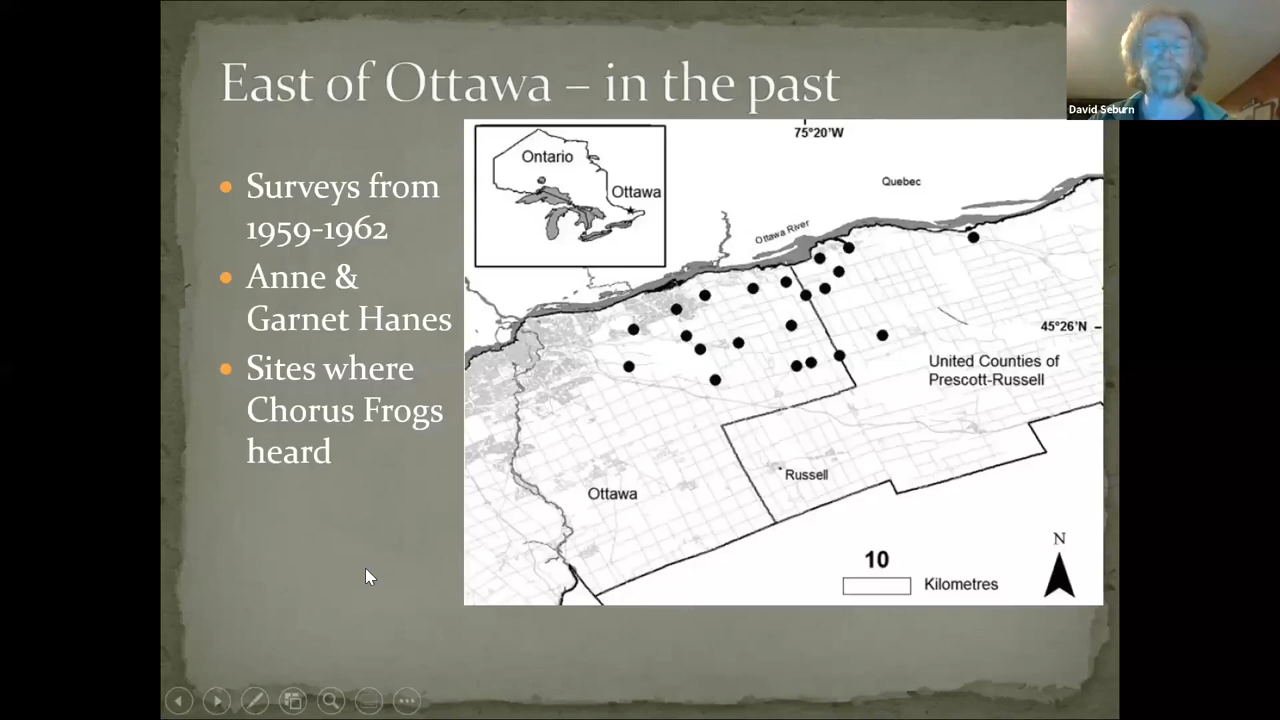 East of Ottawa – in the past
David Seburn
Surveys from
1959-1962
Anne &
Garnet Hanes
Sites where
Chorus Frogs
heard
Ontario
Ottawa
75°20'W
Quebec
Ottawa River
45°26'N
United Counties of
Prescott-Russell
Russell
Ottawa
N
10
Kilometres